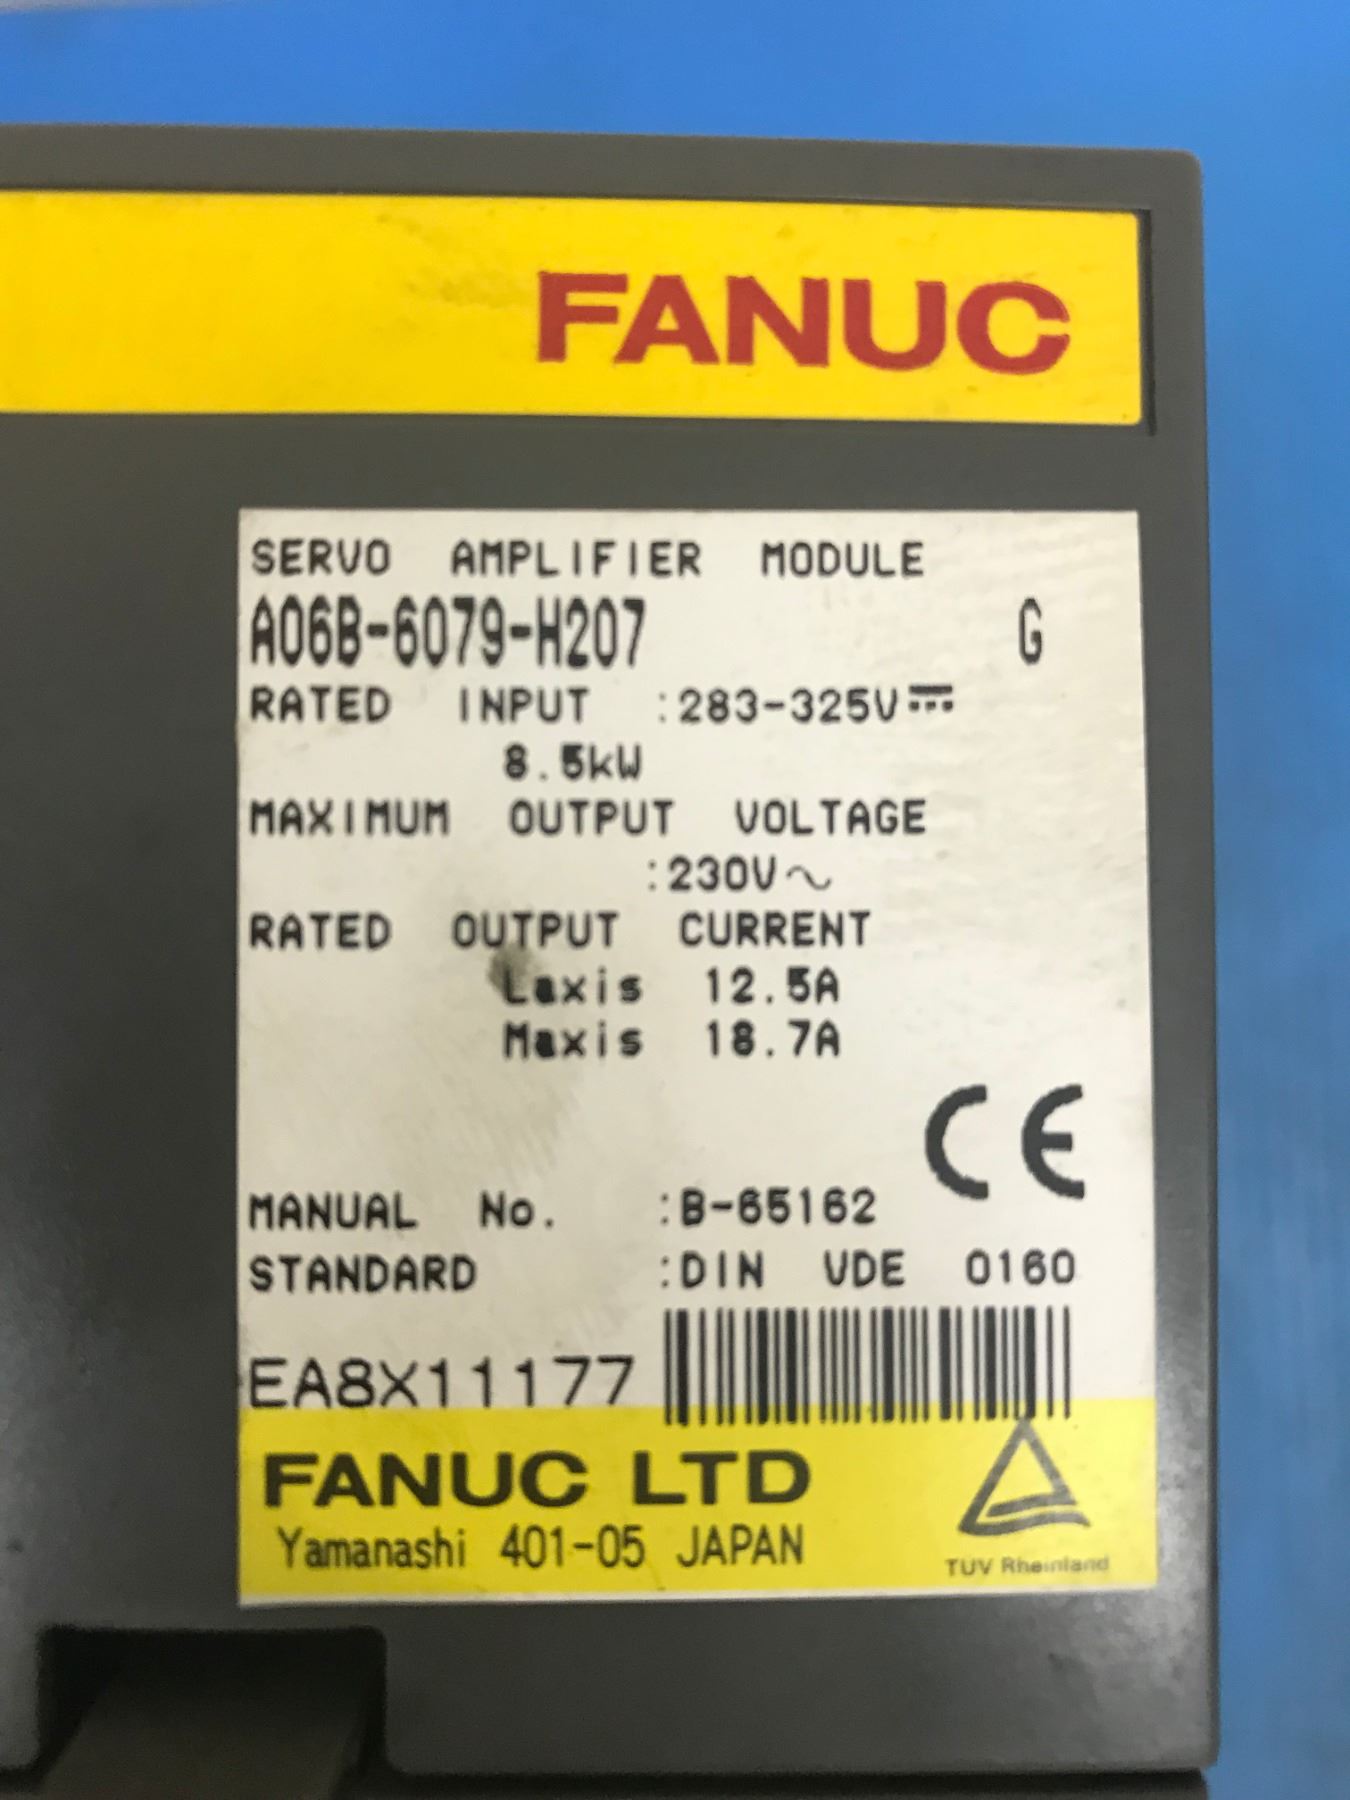 FANUC
SERVO AMPLIFIER MODULE
A06B-6079-H207 G
RATED INPUT :283-325V⎓
8.5kW
MAXIMUM OUTPUT VOLTAGE
:230V~
RATED OUTPUT CURRENT
Laxis 12.5A
Maxis 18.7A
CE
MANUAL No. :B-65162
STANDARD :DIN VDE 0160
EA8X11177
FANUC LTD
Yamanashi 401-05 JAPAN
TUV Rheinland